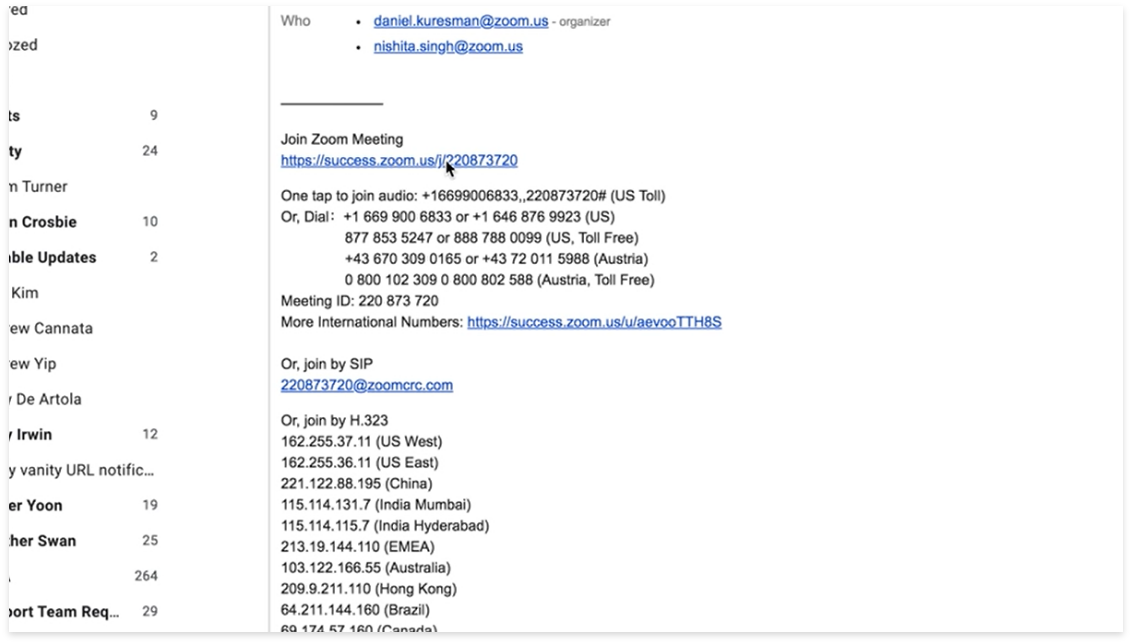 ts 9
ty 24
m Turner
n Crosbie 10
ble Updates 2
Kim
ew Cannata
ew Yip
De Artola
y Irwin 12
y vanity URL notific...
er Yoon 19
her Swan 25
264
port Team Req... 29
Who
• daniel.kuresman@zoom.us - organizer
• nishita.singh@zoom.us
Join Zoom Meeting
https://success.zoom.us/j/220873720
One tap to join audio: +16699006833,,220873720# (US Toll)
Or, Dial: +1 669 900 6833 or +1 646 876 9923 (US)
877 853 5247 or 888 788 0099 (US, Toll Free)
+43 670 309 0165 or +43 72 011 5988 (Austria)
0 800 102 309 0 800 802 588 (Austria, Toll Free)
Meeting ID: 220 873 720
More International Numbers: https://success.zoom.us/u/aevooTTH8S
Or, join by SIP
220873720@zoomcrc.com
Or, join by H.323
162.255.37.11 (US West)
162.255.36.11 (US East)
221.122.88.195 (China)
115.114.131.7 (India Mumbai)
115.114.115.7 (India Hyderabad)
213.19.144.110 (EMEA)
103.122.166.55 (Australia)
209.9.211.110 (Hong Kong)
64.211.144.160 (Brazil)
69.174.57.160 (Canada)